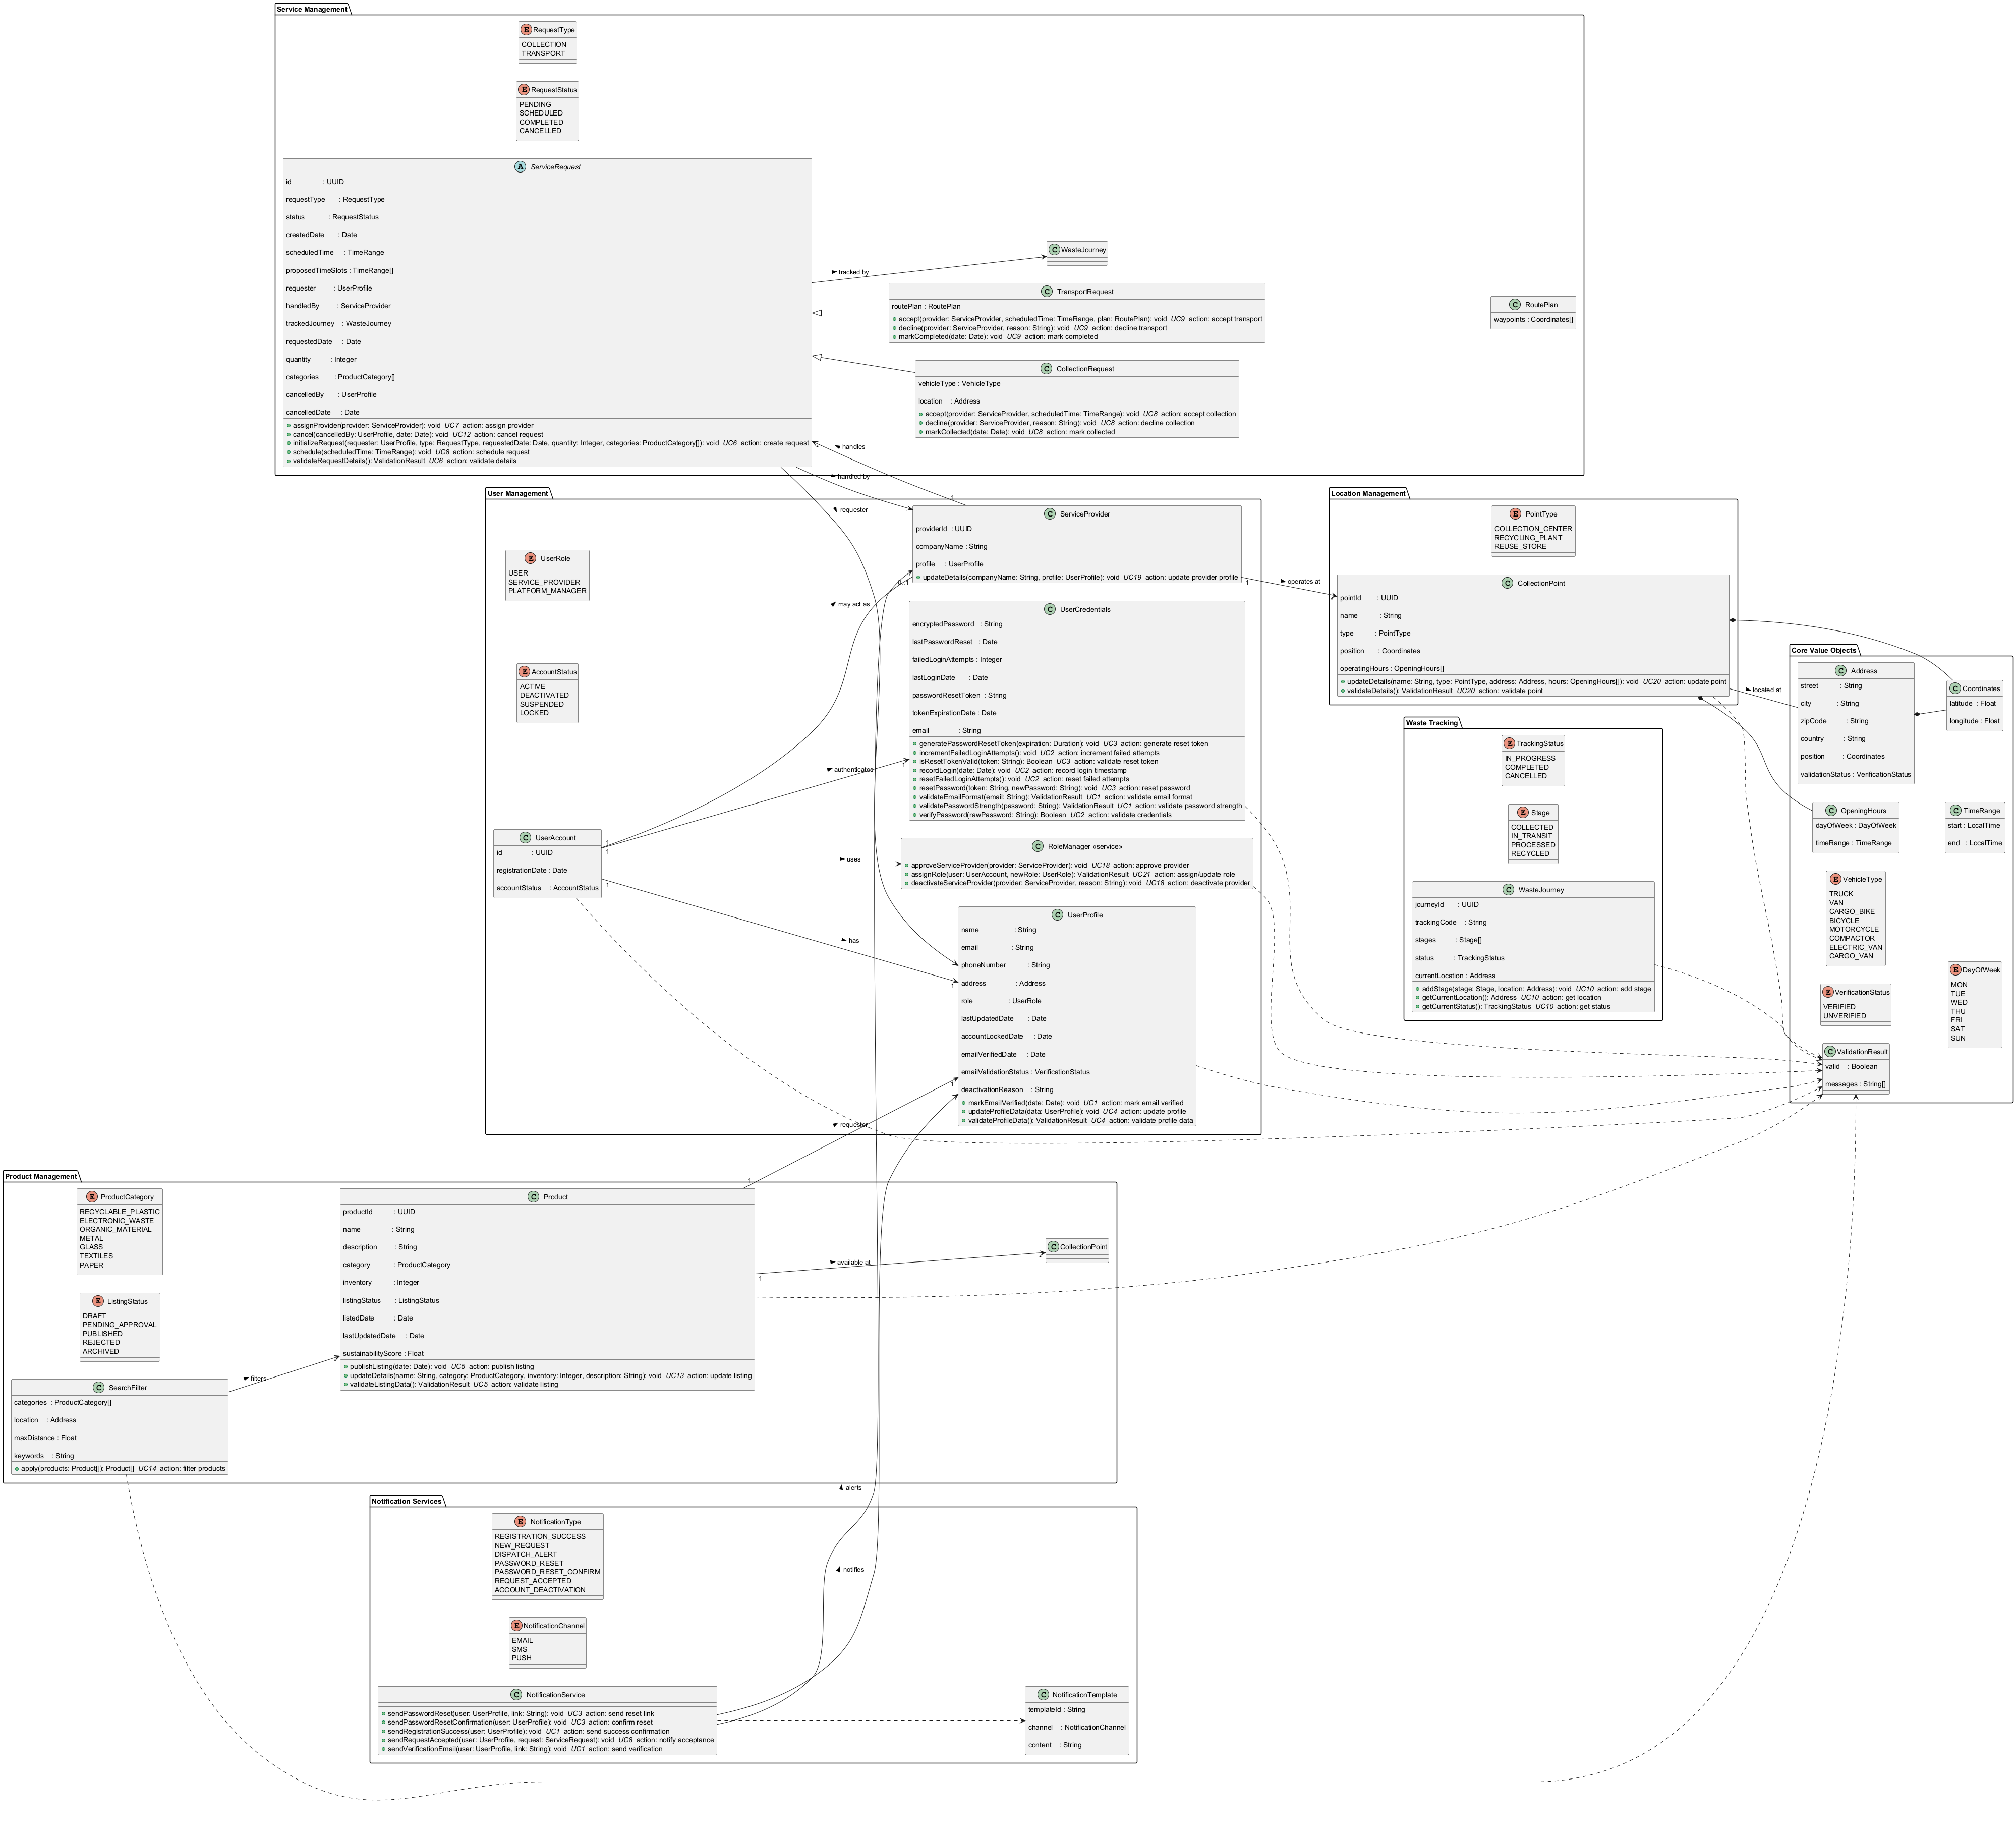 Service Management
E RequestType
COLLECTION
TRANSPORT
E RequestStatus
PENDING
SCHEDULED
COMPLETED
CANCELLED
A ServiceRequest
id : UUID
requestType : RequestType
status : RequestStatus
createdDate : Date
scheduledTime : TimeRange
proposedTimeSlots : TimeRange[]
requester : UserProfile
handledBy : ServiceProvider
trackedJourney : WasteJourney
requestedDate : Date
quantity : Integer
categories : ProductCategory[]
cancelledBy : UserProfile
cancelledDate : Date
assignProvider(provider: ServiceProvider): void UC7 action: assign provider
cancel(cancelledBy: UserProfile, date: Date): void UC12 action: cancel request
initializeRequest(requester: UserProfile, type: RequestType, requestedDate: Date, quantity: Integer, categories: ProductCategory[]): void UC6 action: create request
schedule(scheduledTime: TimeRange): void UC8 action: schedule request
validateRequestDetails(): ValidationResult UC6 action: validate details
tracked by
C WasteJourney
C TransportRequest
routePlan : RoutePlan
accept(provider: ServiceProvider, scheduledTime: TimeRange, plan: RoutePlan): void UC9 action: accept transport
decline(provider: ServiceProvider, reason: String): void UC9 action: decline transport
markCompleted(date: Date): void UC9 action: mark completed
C RoutePlan
waypoints : Coordinates[]
C CollectionRequest
vehicleType : VehicleType
location : Address
accept(provider: ServiceProvider, scheduledTime: TimeRange): void UC8 action: accept collection
decline(provider: ServiceProvider, reason: String): void UC8 action: decline collection
markCollected(date: Date): void UC8 action: mark collected
* handles
handled by
1
requester
User Management
E UserRole
USER
SERVICE_PROVIDER
PLATFORM_MANAGER
E AccountStatus
ACTIVE
DEACTIVATED
SUSPENDED
LOCKED
C UserAccount
id : UUID
registrationDate : Date
accountStatus : AccountStatus
C ServiceProvider
providerId : UUID
companyName : String
profile : UserProfile
updateDetails(companyName: String, profile: UserProfile): void UC19 action: update provider profile
0..1
may act as
1
operates at
*
C UserCredentials
encryptedPassword : String
lastPasswordReset : Date
failedLoginAttempts : Integer
lastLoginDate : Date
passwordResetToken : String
tokenExpirationDate : Date
email : String
generatePasswordResetToken(expiration: Duration): void UC3 action: generate reset token
incrementFailedLoginAttempts(): void UC2 action: increment failed attempts
isResetTokenValid(token: String): Boolean UC3 action: validate reset token
recordLogin(date: Date): void UC2 action: record login timestamp
resetFailedLoginAttempts(): void UC2 action: reset failed attempts
resetPassword(token: String, newPassword: String): void UC3 action: reset password
validateEmailFormat(email: String): ValidationResult UC1 action: validate email format
validatePasswordStrength(password: String): ValidationResult UC1 action: validate password strength
verifyPassword(rawPassword: String): Boolean UC2 action: validate credentials
authenticates
1
1
C RoleManager «service»
approveServiceProvider(provider: ServiceProvider): void UC18 action: approve provider
assignRole(user: UserAccount, newRole: UserRole): ValidationResult UC21 action: assign/update role
deactivateServiceProvider(provider: ServiceProvider, reason: String): void UC18 action: deactivate provider
uses
1
has
1
C UserProfile
name : String
email : String
phoneNumber : String
address : Address
role : UserRole
lastUpdatedDate : Date
accountLockedDate : Date
emailVerifiedDate : Date
emailValidationStatus : VerificationStatus
deactivationReason : String
markEmailVerified(date: Date): void UC1 action: mark email verified
updateProfileData(data: UserProfile): void UC4 action: update profile
validateProfileData(): ValidationResult UC4 action: validate profile data
1
requester
1
Location Management
E PointType
COLLECTION_CENTER
RECYCLING_PLANT
REUSE_STORE
C CollectionPoint
pointId : UUID
name : String
type : PointType
position : Coordinates
operatingHours : OpeningHours[]
updateDetails(name: String, type: PointType, address: Address, hours: OpeningHours[]): void UC20 action: update point
validateDetails(): ValidationResult UC20 action: validate point
located at
Waste Tracking
E TrackingStatus
IN_PROGRESS
COMPLETED
CANCELLED
E Stage
COLLECTED
IN_TRANSIT
PROCESSED
RECYCLED
C WasteJourney
journeyId : UUID
trackingCode : String
stages : Stage[]
status : TrackingStatus
currentLocation : Address
addStage(stage: Stage, location: Address): void UC10 action: add stage
getCurrentLocation(): Address UC10 action: get location
getCurrentStatus(): TrackingStatus UC10 action: get status
Core Value Objects
C Address
street : String
city : String
zipCode : String
country : String
position : Coordinates
validationStatus : VerificationStatus
C Coordinates
latitude : Float
longitude : Float
C OpeningHours
dayOfWeek : DayOfWeek
timeRange : TimeRange
C TimeRange
start : LocalTime
end : LocalTime
E VehicleType
TRUCK
VAN
CARGO_BIKE
BICYCLE
MOTORCYCLE
COMPACTOR
ELECTRIC_VAN
CARGO_VAN
E DayOfWeek
MON
TUE
WED
THU
FRI
SAT
SUN
E VerificationStatus
VERIFIED
UNVERIFIED
C ValidationResult
valid : Boolean
messages : String[]
Product Management
E ProductCategory
RECYCLABLE_PLASTIC
ELECTRONIC_WASTE
ORGANIC_MATERIAL
METAL
GLASS
TEXTILES
PAPER
E ListingStatus
DRAFT
PENDING_APPROVAL
PUBLISHED
REJECTED
ARCHIVED
C SearchFilter
categories : ProductCategory[]
location : Address
maxDistance : Float
keywords : String
apply(products: Product[]): Product[] UC14 action: filter products
filters
C Product
productId : UUID
name : String
description : String
category : ProductCategory
inventory : Integer
listingStatus : ListingStatus
listedDate : Date
lastUpdatedDate : Date
sustainabilityScore : Float
publishListing(date: Date): void UC5 action: publish listing
updateDetails(name: String, category: ProductCategory, inventory: Integer, description: String): void UC13 action: update listing
validateListingData(): ValidationResult UC5 action: validate listing
1
available at
*
C CollectionPoint
alerts
Notification Services
E NotificationType
REGISTRATION_SUCCESS
NEW_REQUEST
DISPATCH_ALERT
PASSWORD_RESET
PASSWORD_RESET_CONFIRM
REQUEST_ACCEPTED
ACCOUNT_DEACTIVATION
notifies
E NotificationChannel
EMAIL
SMS
PUSH
C NotificationService
sendPasswordReset(user: UserProfile, link: String): void UC3 action: send reset link
sendPasswordResetConfirmation(user: UserProfile): void UC3 action: confirm reset
sendRegistrationSuccess(user: UserProfile): void UC1 action: send success confirmation
sendRequestAccepted(user: UserProfile, request: ServiceRequest): void UC8 action: notify acceptance
sendVerificationEmail(user: UserProfile, link: String): void UC1 action: send verification
C NotificationTemplate
templateId : String
channel : NotificationChannel
content : String